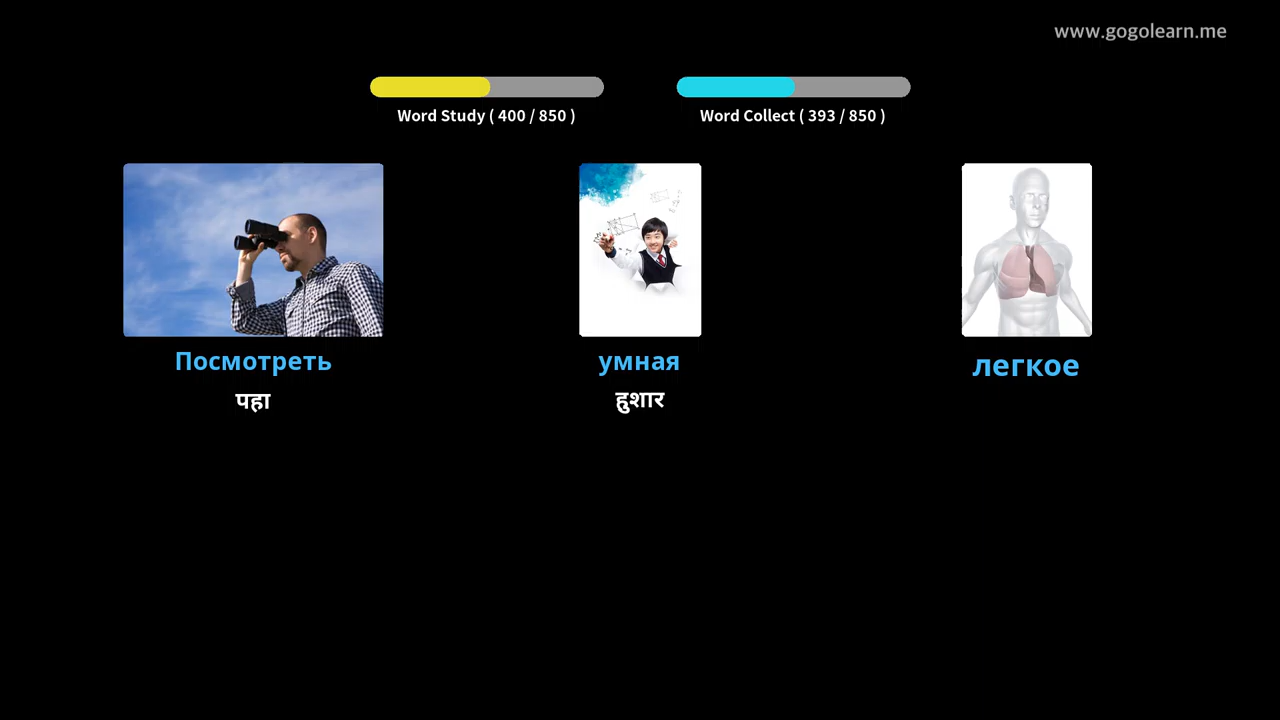 www.gogolearn.me
Word Study ( 400 / 850 )
Word Collect ( 393 / 850 )
Посмотреть
умная
легкое
पहा
हुशार